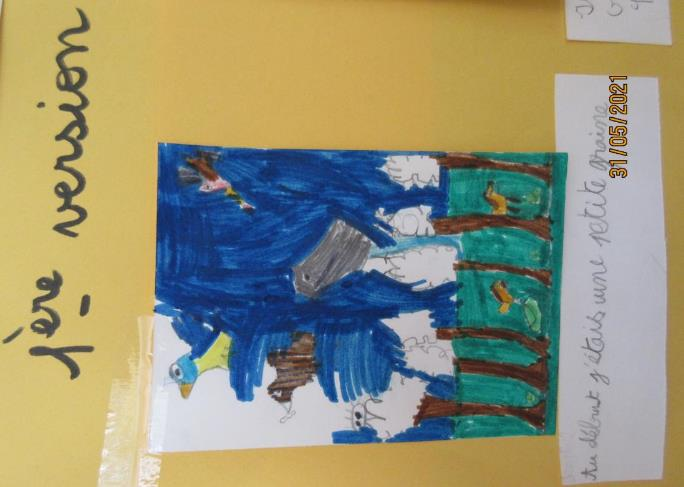 1ère version
Au début j'étais une petite graine
31/05/2021